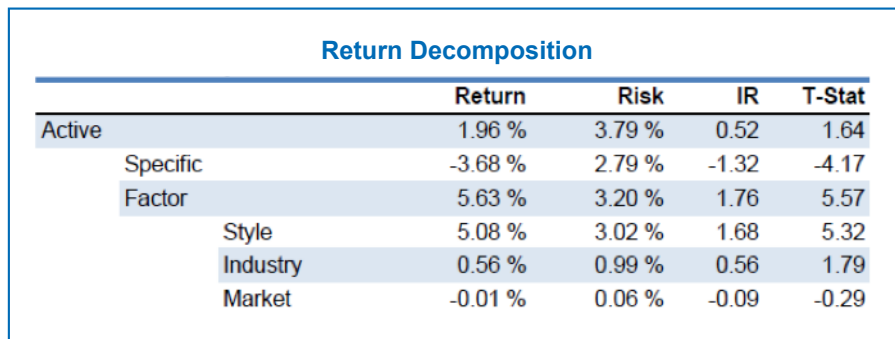 Return Decomposition
Return Risk IR T-Stat
Active 1.96 % 3.79 % 0.52 1.64
Specific -3.68 % 2.79 % -1.32 -4.17
Factor 5.63 % 3.20 % 1.76 5.57
Style 5.08 % 3.02 % 1.68 5.32
Industry 0.56 % 0.99 % 0.56 1.79
Market -0.01 % 0.06 % -0.09 -0.29